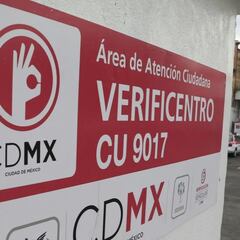 CDMX
CIUDAD DE MÉXICO
Área de Atención Ciudadana
VERIFICENTRO
CU 9017
CDMX